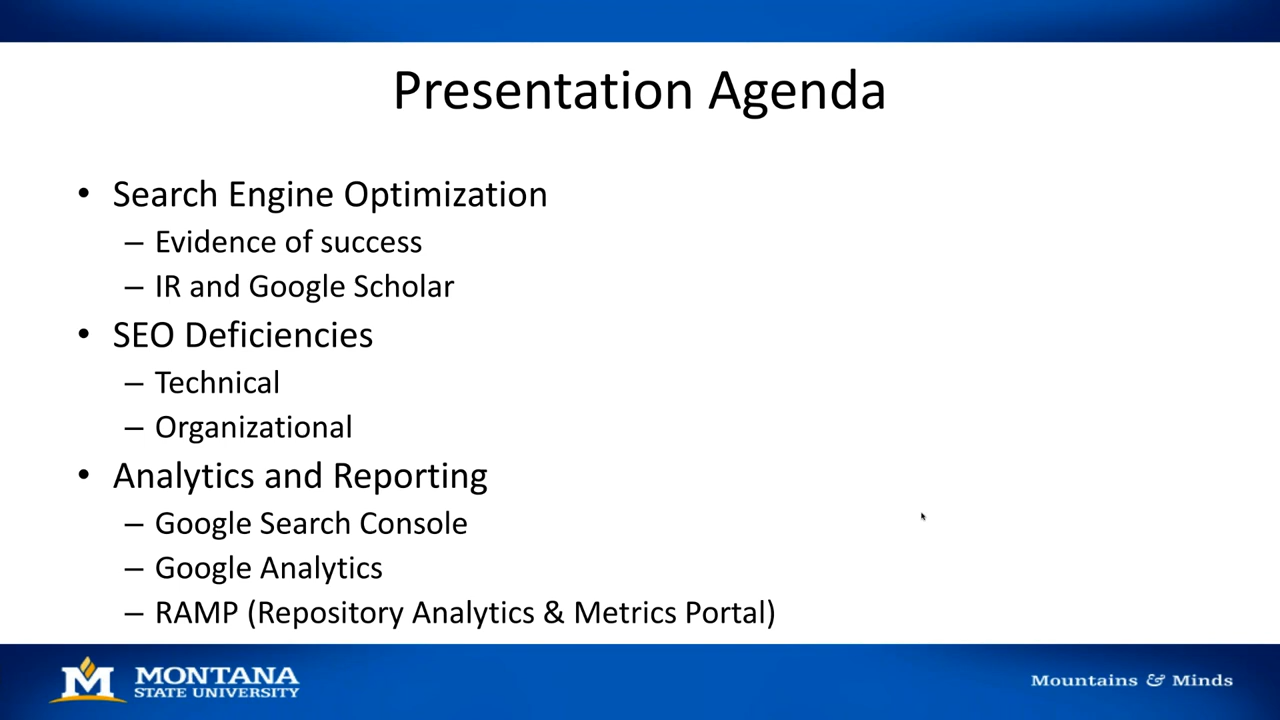 Presentation Agenda
• Search Engine Optimization
– Evidence of success
– IR and Google Scholar
• SEO Deficiencies
– Technical
– Organizational
• Analytics and Reporting
– Google Search Console
– Google Analytics
– RAMP (Repository Analytics & Metrics Portal)
M MONTANA
STATE UNIVERSITY
Mountains & Minds